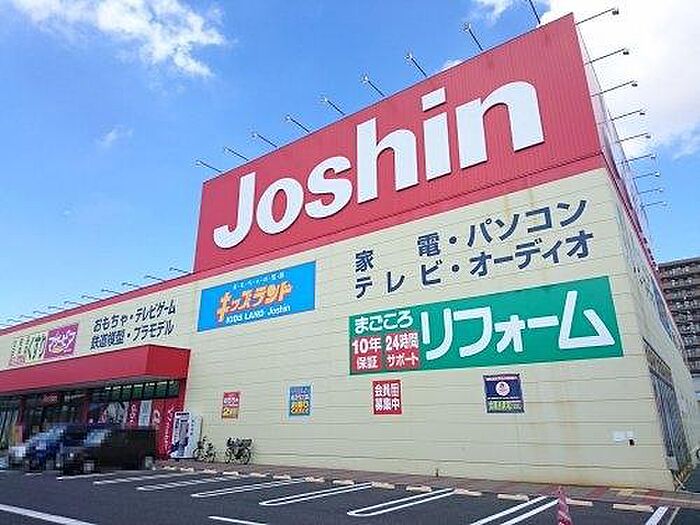 Joshin
家 電・パソコン
テレビ・オーディオ
キッズランド
KIDS LAND Joshin
おもちゃ・テレビゲーム
鉄道模型・プラモデル
まごころ
リフォーム
10年
保証
24時間
サポート
会員
募集中
Joshin